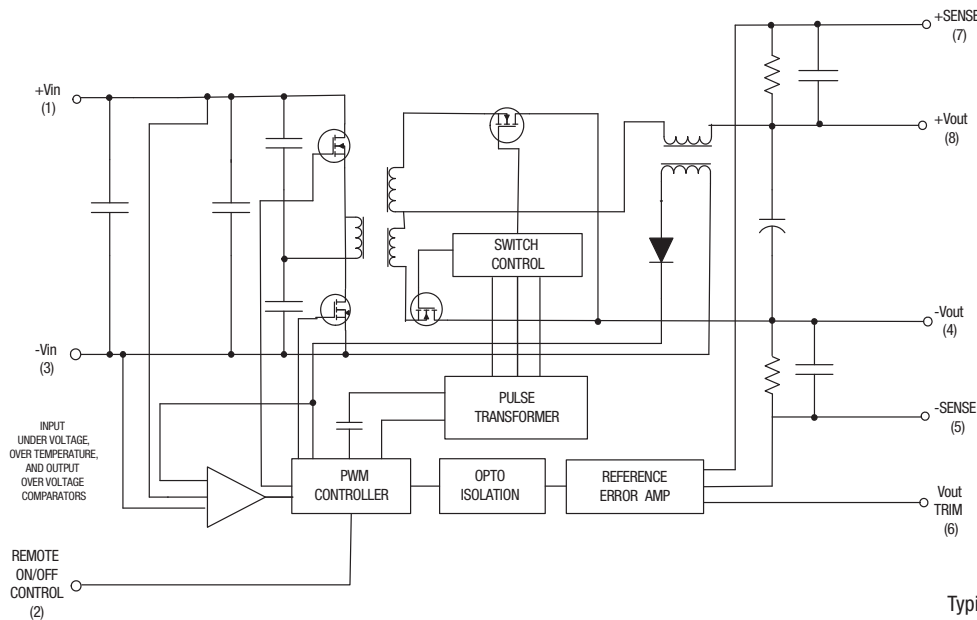 +SENSE
(7)
+Vin
(1)
+Vout
(8)
SWITCH
CONTROL
-Vout
(4)
-Vin
(3)
PULSE
TRANSFORMER
-SENSE
(5)
INPUT
UNDER VOLTAGE,
OVER TEMPERATURE,
AND OUTPUT
OVER VOLTAGE
COMPARATORS
PWM
CONTROLLER
OPTO
ISOLATION
REFERENCE
ERROR AMP
Vout
TRIM
(6)
REMOTE
ON/OFF
CONTROL
(2)
Typi